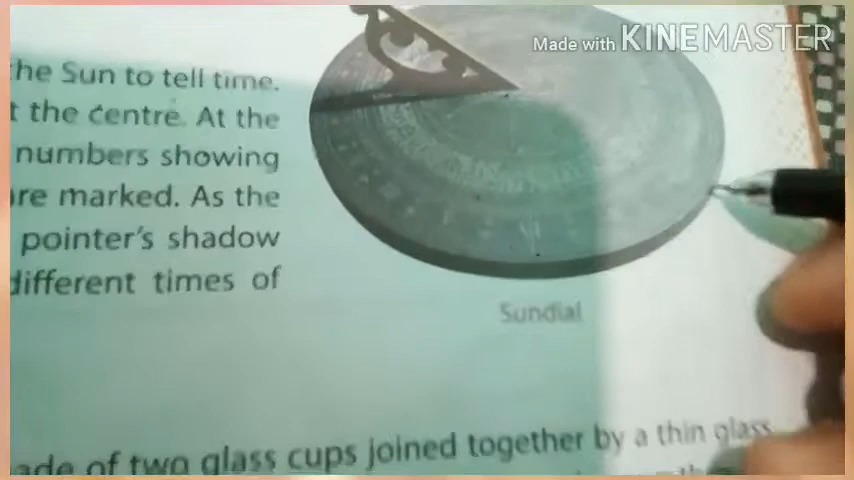 Made with KINEMASTER
the Sun to tell time.
t the centre. At the
numbers showing
are marked. As the
pointer's shadow
different times of
Sundial
ade of two glass cups joined together by a thin glass